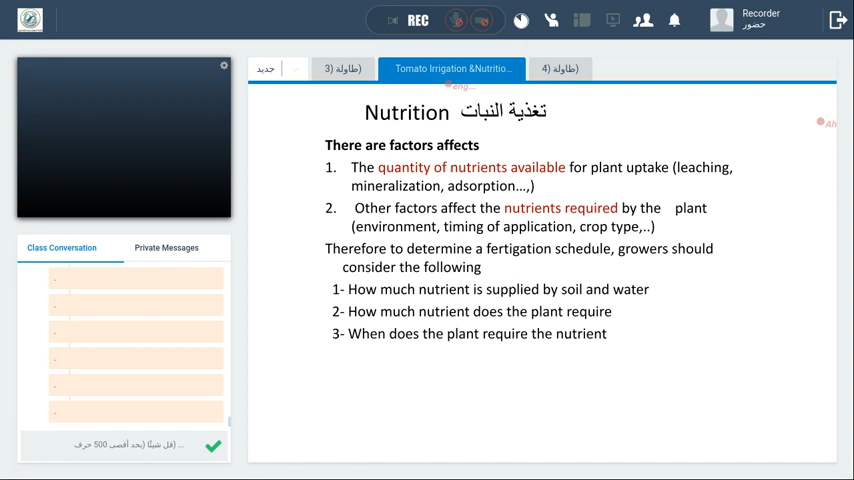 REC
Recorder
حضور
جديد
طاولة (3)
Tomato Irrigation &Nutritio...
طاولة (4)
eng...
Ah
Nutrition تغذية النبات
There are factors affects
1. The quantity of nutrients available for plant uptake (leaching,
mineralization, adsorption...,)
2. Other factors affect the nutrients required by the plant
(environment, timing of application, crop type,..)
Therefore to determine a fertigation schedule, growers should
consider the following
1- How much nutrient is supplied by soil and water
2- How much nutrient does the plant require
3- When does the plant require the nutrient
Class Conversation
Private Messages
.
.
.
.
.
.
قل شيئًا (بحد أقصى 500 حرف) ...